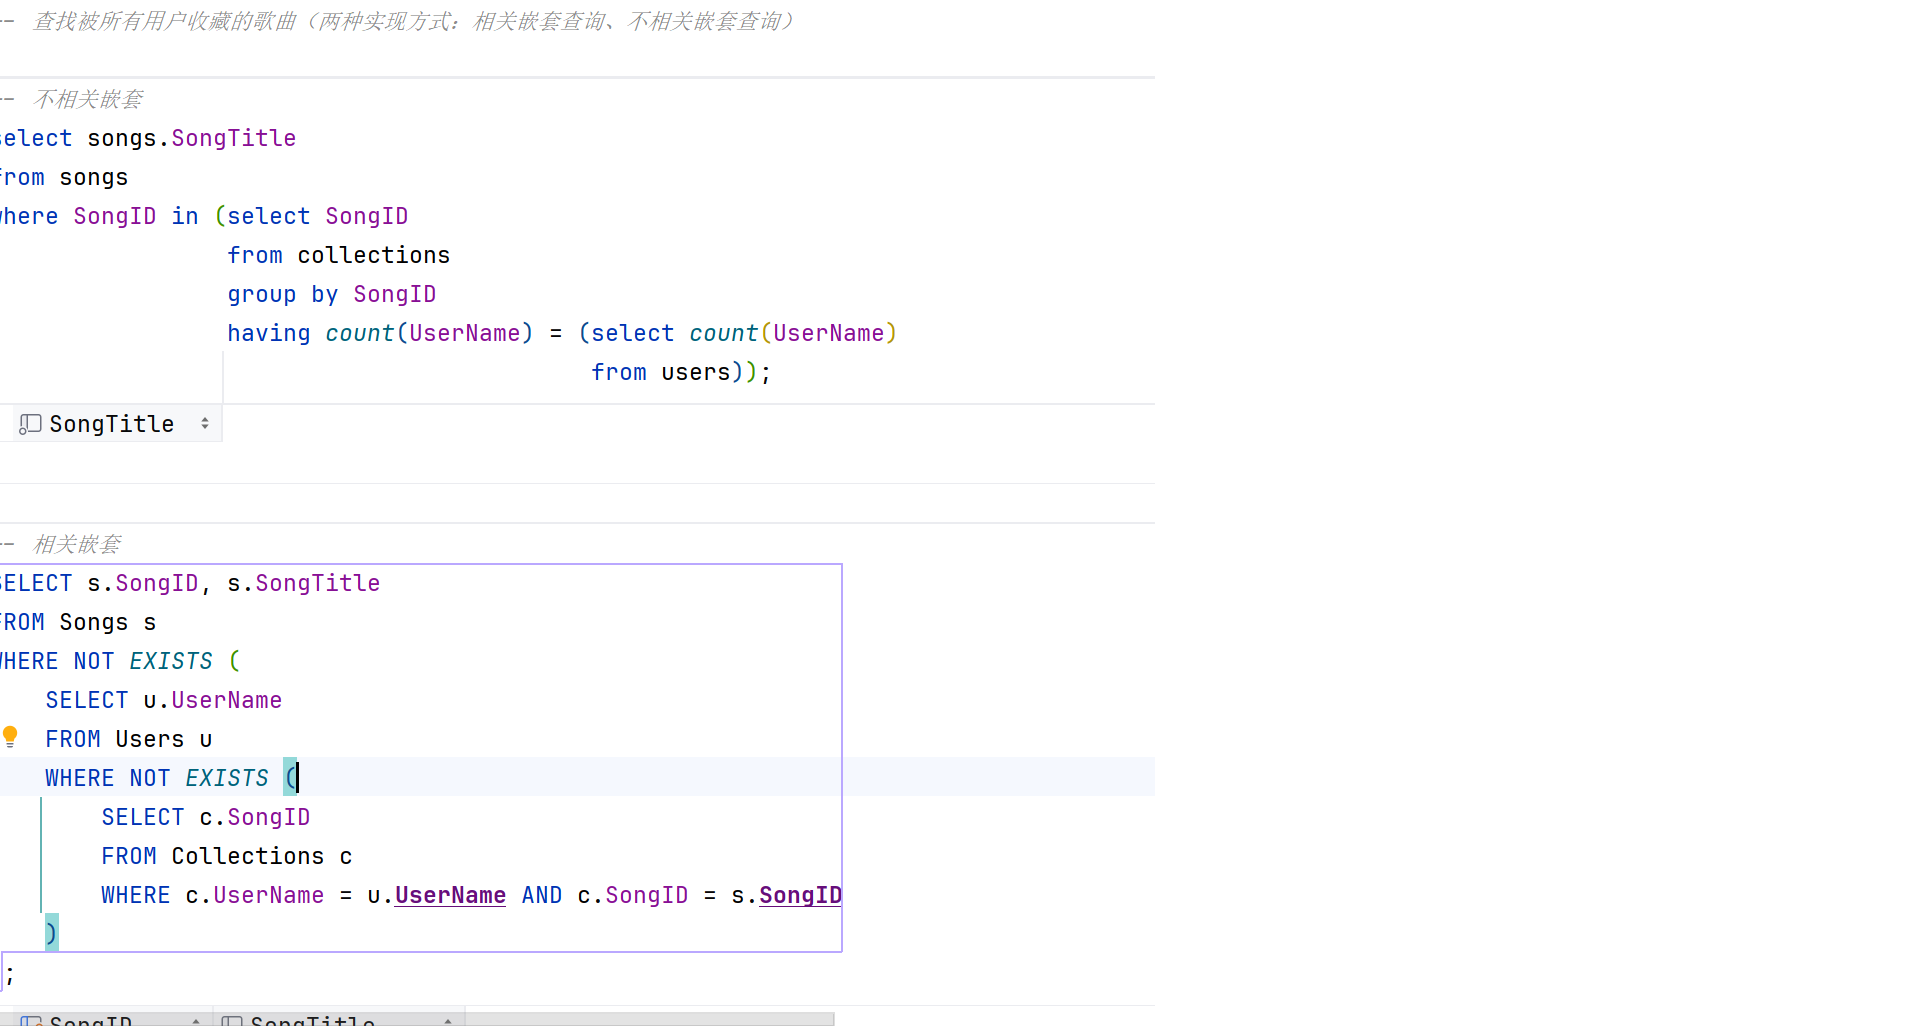 -- 查找被所有用户收藏的歌曲（两种实现方式：相关嵌套查询、不相关嵌套查询）
-- 不相关嵌套
select songs.SongTitle
from songs
where SongID in (select SongID
from collections
group by SongID
having count(UserName) = (select count(UserName)
from users));
SongTitle
-- 相关嵌套
SELECT s.SongID, s.SongTitle
FROM Songs s
WHERE NOT EXISTS (
SELECT u.UserName
FROM Users u
WHERE NOT EXISTS (
SELECT c.SongID
FROM Collections c
WHERE c.UserName = u.UserName AND c.SongID = s.SongID
)
;
SongID SongTitle